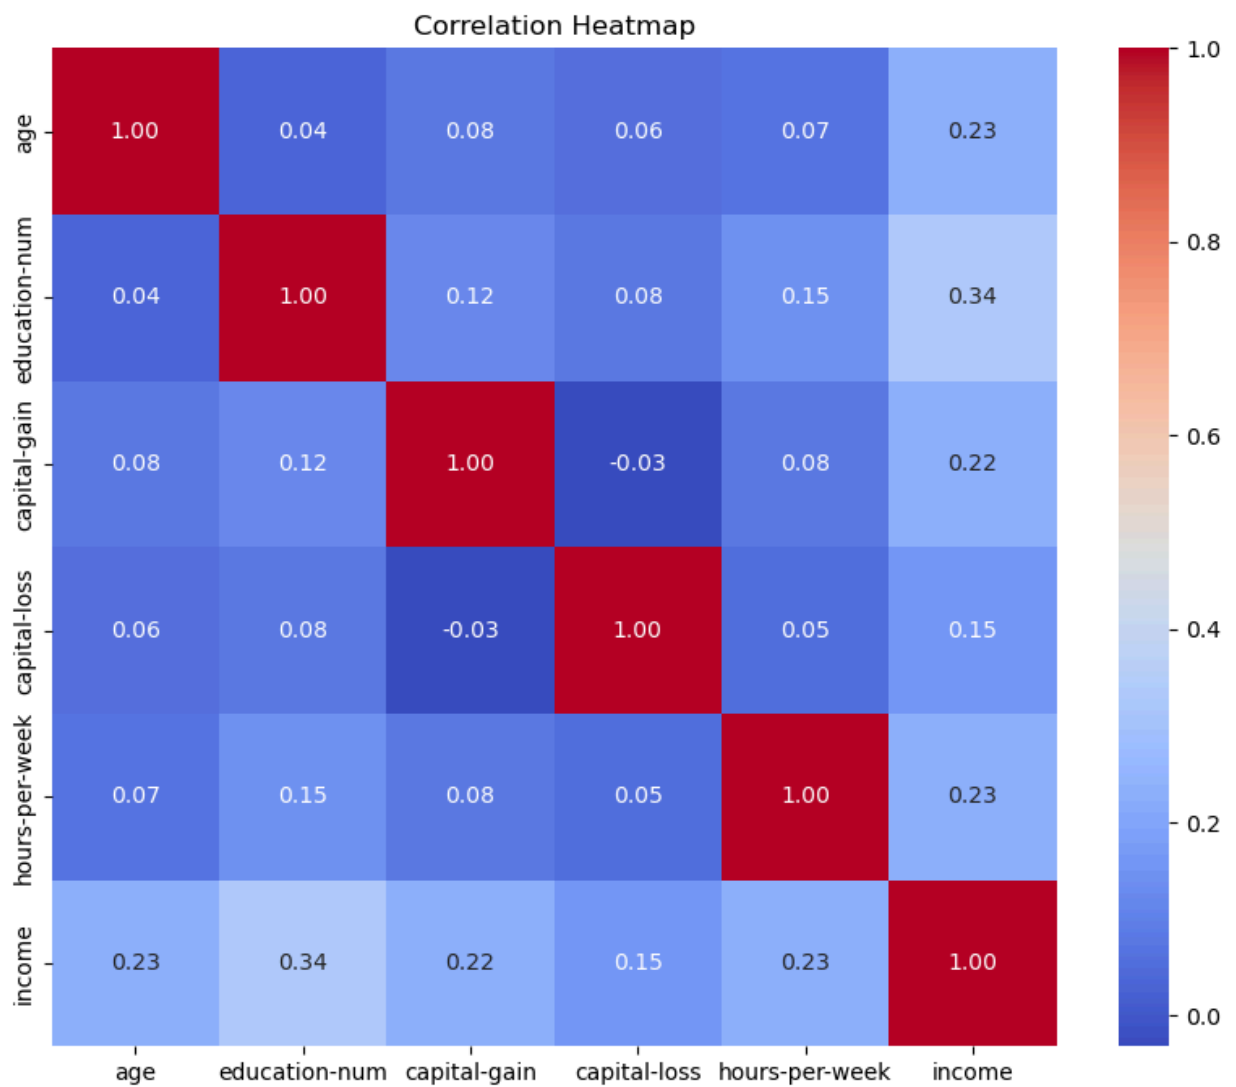 Correlation Heatmap
age 1.00 0.04 0.08 0.06 0.07 0.23
education-num 0.04 1.00 0.12 0.08 0.15 0.34
capital-gain 0.08 0.12 1.00 -0.03 0.08 0.22
capital-loss 0.06 0.08 -0.03 1.00 0.05 0.15
hours-per-week 0.07 0.15 0.08 0.05 1.00 0.23
income 0.23 0.34 0.22 0.15 0.23 1.00
age education-num capital-gain capital-loss hours-per-week income
1.0
0.8
0.6
0.4
0.2
0.0